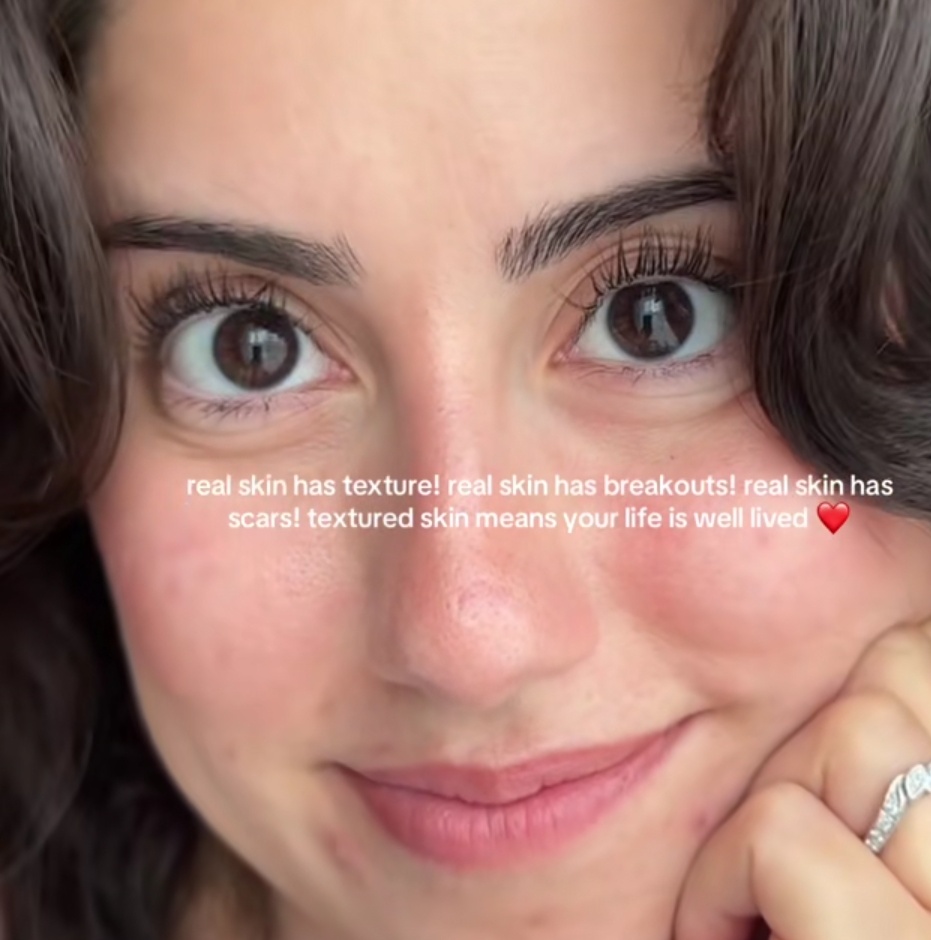 real skin has texture! real skin has breakouts! real skin has
scars! textured skin means your life is well lived ❤️